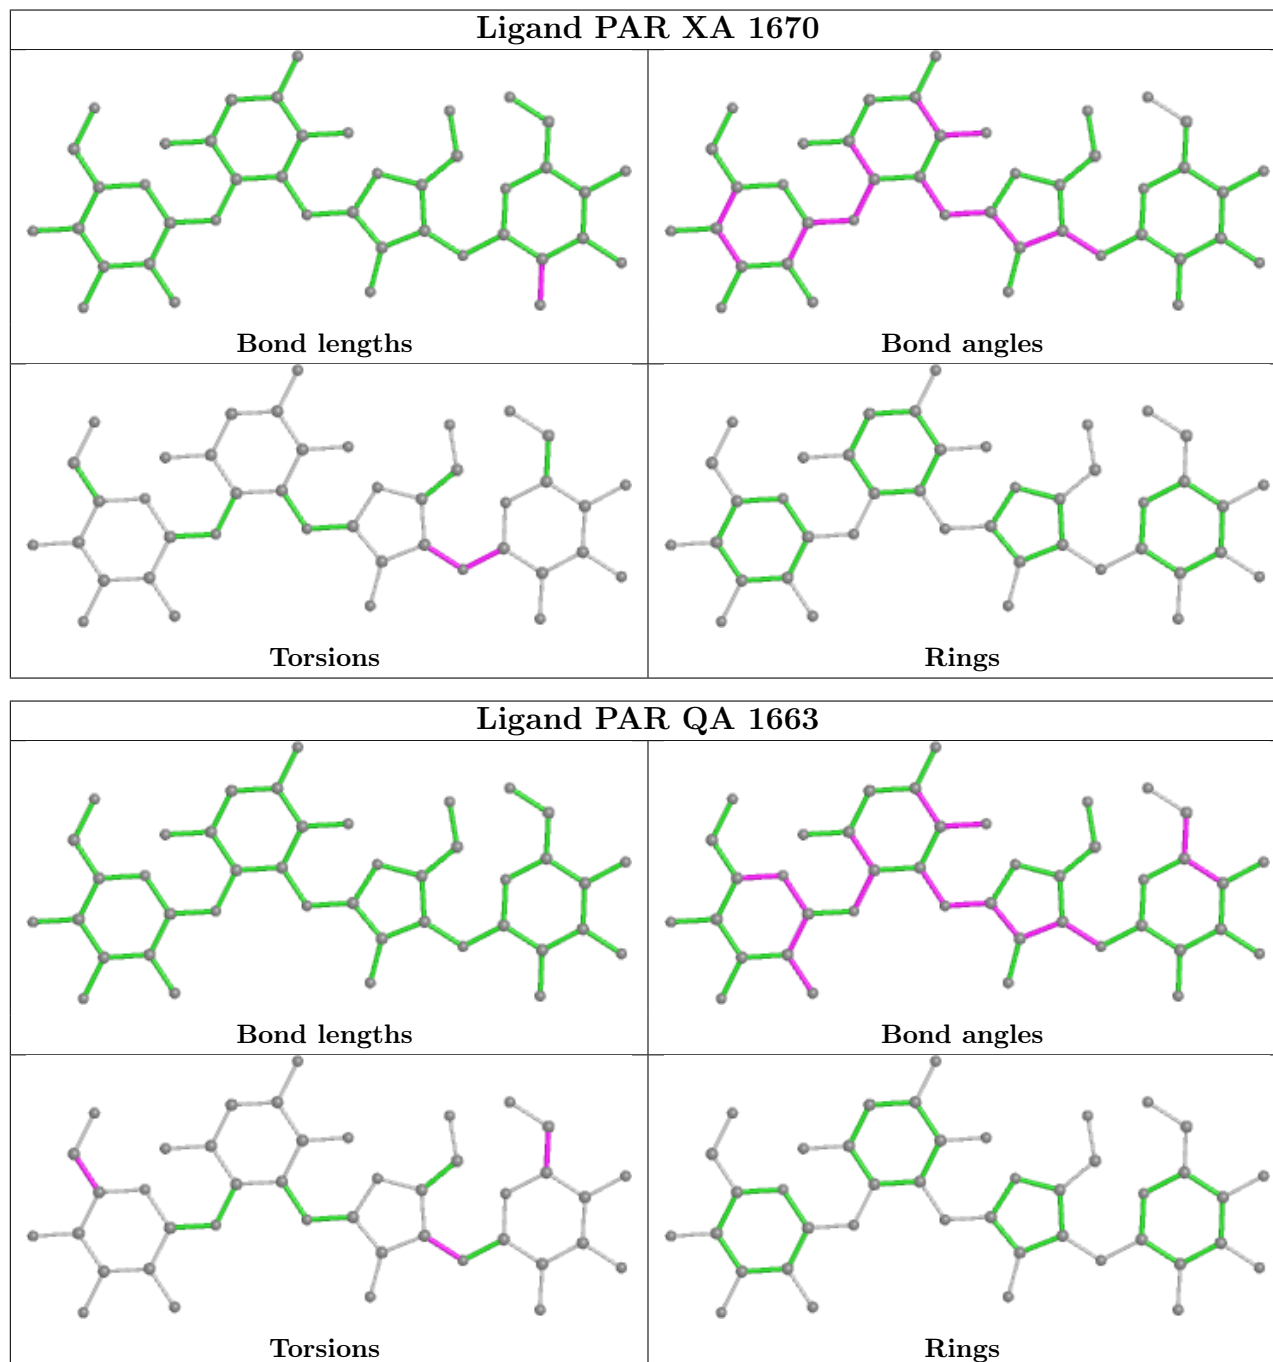 Ligand PAR XA 1670
Bond lengths
Bond angles
Torsions
Rings
Ligand PAR QA 1663
Bond lengths
Bond angles
Torsions
Rings